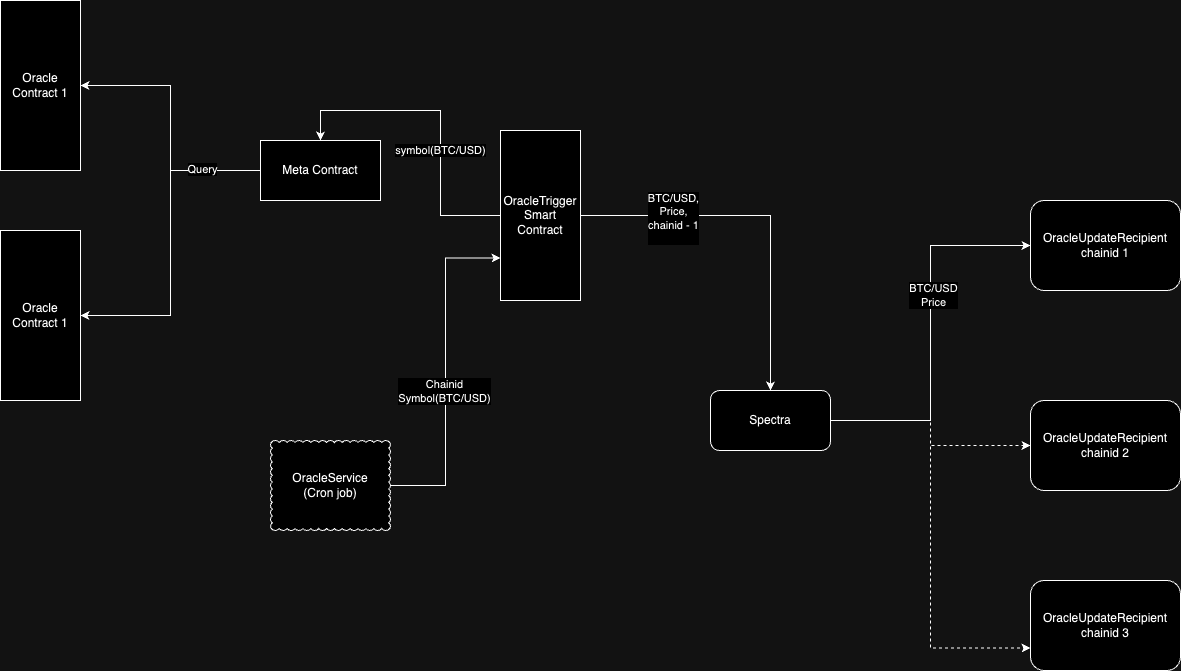 Oracle
Contract 1
Query
Meta Contract
symbol(BTC/USD)
OracleTrigger
Smart
Contract
BTC/USD,
Price,
chainid - 1
OracleUpdateRecipient
chainid 1
BTC/USD
Price
Oracle
Contract 1
Chainid
Symbol(BTC/USD)
Spectra
OracleUpdateRecipient
chainid 2
OracleService
(Cron job)
OracleUpdateRecipient
chainid 3